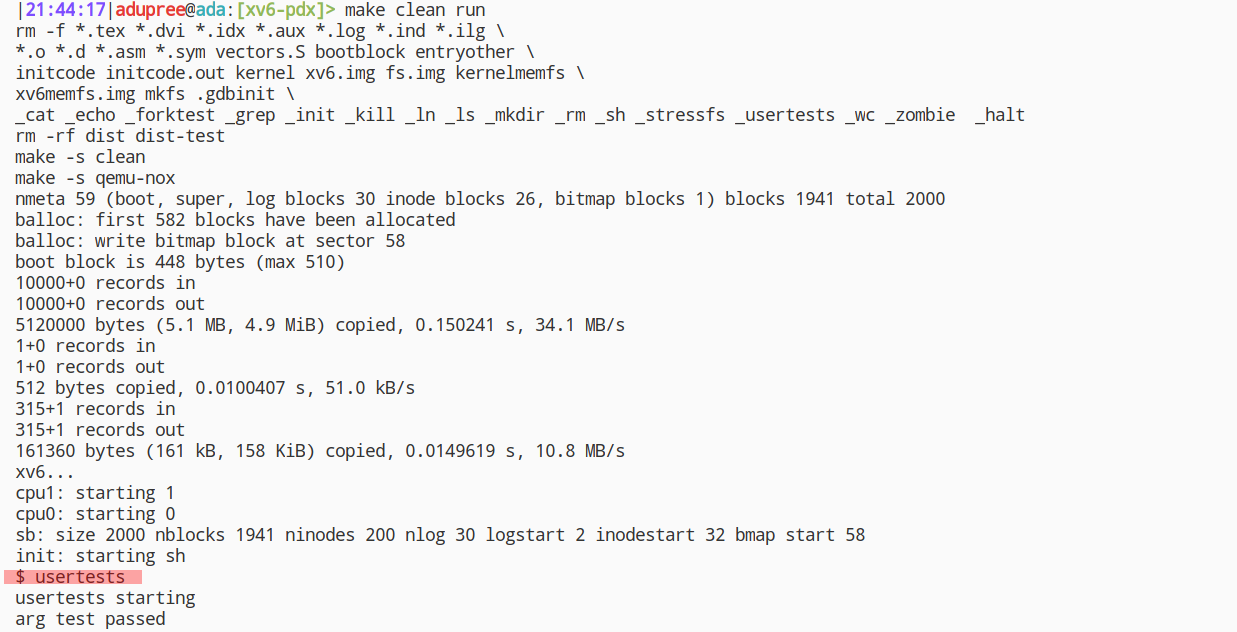 |21:44:17|adupree@ada:[xv6-pdx]> make clean run
rm -f *.tex *.dvi *.idx *.aux *.log *.ind *.ilg \
*.o *.d *.asm *.sym vectors.S bootblock entryother \
initcode initcode.out kernel xv6.img fs.img kernelmemfs \
xv6memfs.img mkfs .gdbinit \
_cat _echo _forktest _grep _init _kill _ln _ls _mkdir _rm _sh _stressfs _usertests _wc _zombie  _halt
rm -rf dist dist-test
make -s clean
make -s qemu-nox
nmeta 59 (boot, super, log blocks 30 inode blocks 26, bitmap blocks 1) blocks 1941 total 2000
balloc: first 582 blocks have been allocated
balloc: write bitmap block at sector 58
boot block is 448 bytes (max 510)
10000+0 records in
10000+0 records out
5120000 bytes (5.1 MB, 4.9 MiB) copied, 0.150241 s, 34.1 MB/s
1+0 records in
1+0 records out
512 bytes copied, 0.0100407 s, 51.0 kB/s
315+1 records in
315+1 records out
161360 bytes (161 kB, 158 KiB) copied, 0.0149619 s, 10.8 MB/s
xv6...
cpu1: starting 1
cpu0: starting 0
sb: size 2000 nblocks 1941 ninodes 200 nlog 30 logstart 2 inodestart 32 bmap start 58
init: starting sh
$ usertests
usertests starting
arg test passed